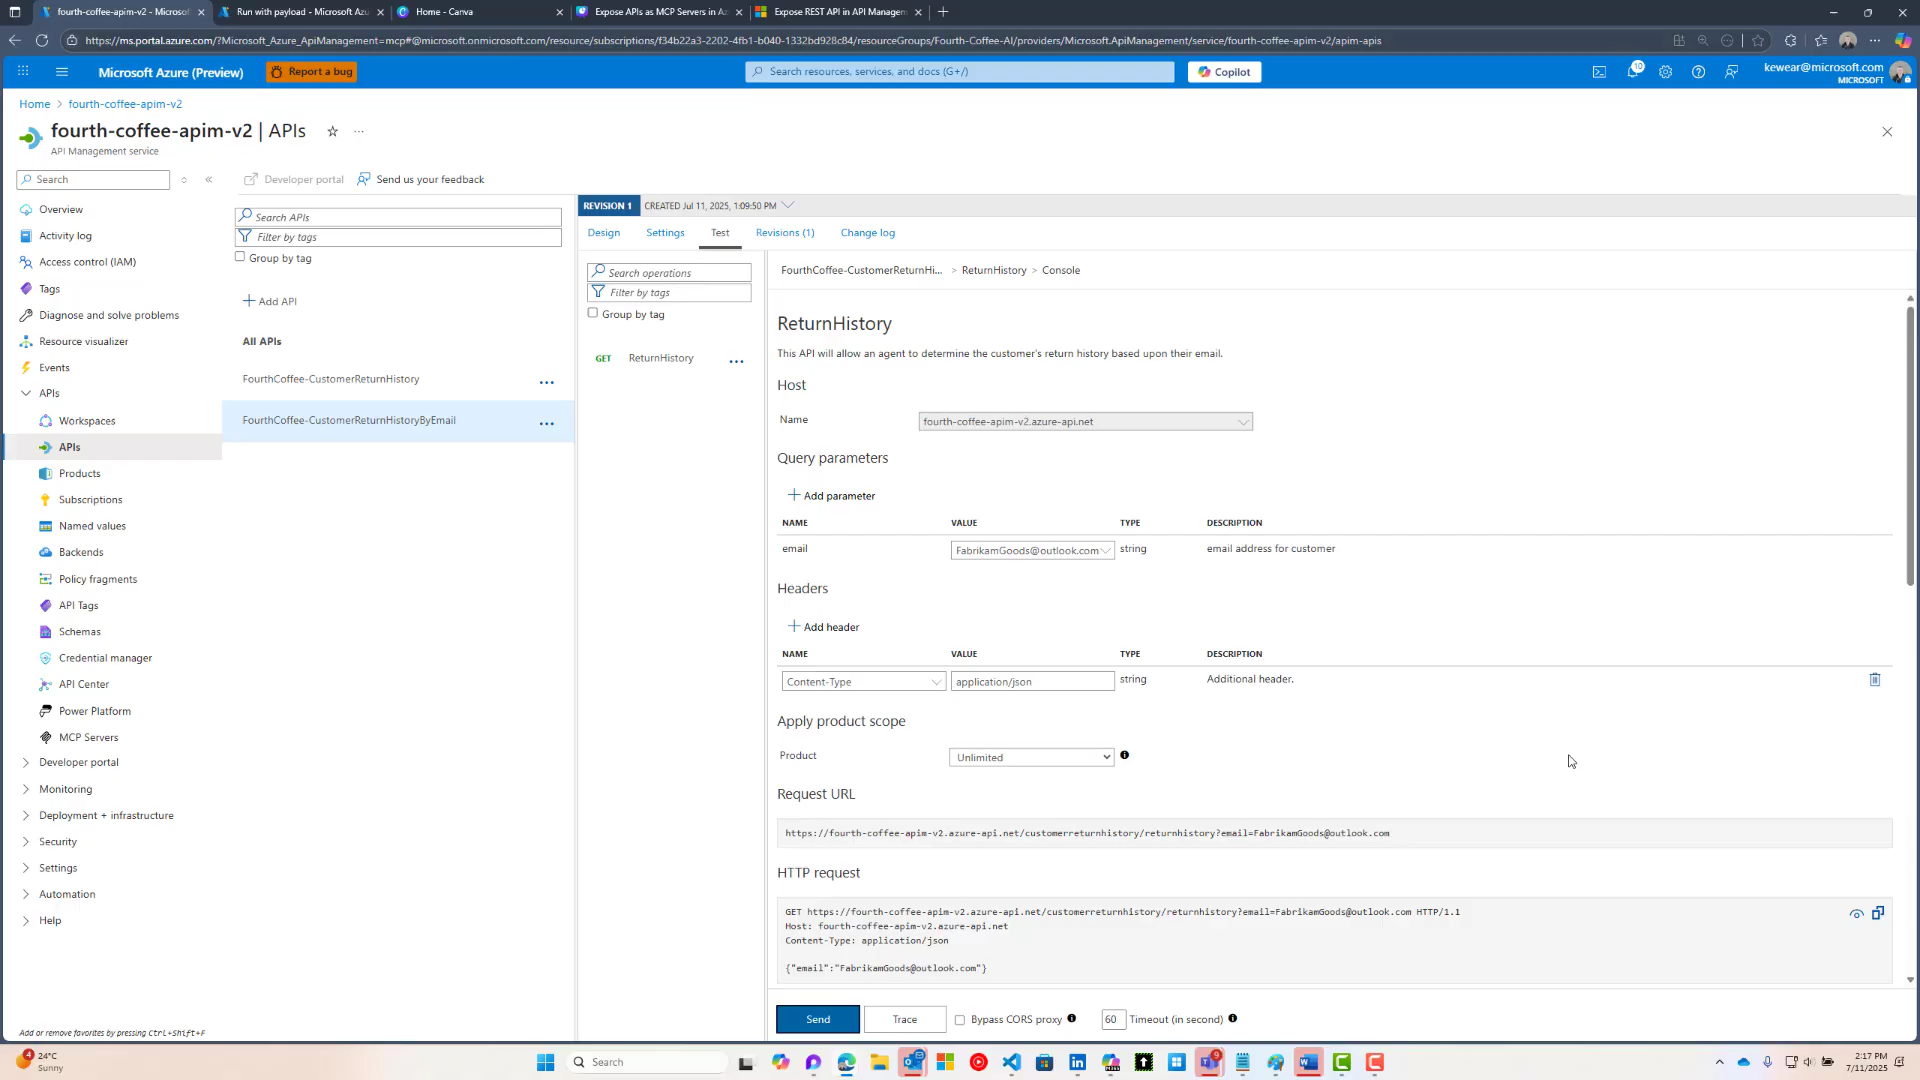 fourth-coffee-apim-v2 - Microsof
Run with payload - Microsoft Azu
Home - Canva
Expose APIs as MCP Servers in Az
Expose REST API in API Managem
https://ms.portal.azure.com/?Microsoft_Azure_ApiManagement=mcp#@microsoft.onmicrosoft.com/resource/subscriptions/f34b22a3-2202-4fb1-b040-1332bd928c84/resourceGroups/Fourth-Coffee-AI/providers/Microsoft.ApiManagement/service/fourth-coffee-apim-v2/apim-apis
Microsoft Azure (Preview)
Report a bug
Search resources, services, and docs (G+/)
Copilot
10
kewear@microsoft.com
MICROSOFT
Home > fourth-coffee-apim-v2
fourth-coffee-apim-v2 | APIs
API Management service
Search
Developer portal
Send us your feedback
Overview
Activity log
Access control (IAM)
Tags
Diagnose and solve problems
Resource visualizer
Events
APIs
Workspaces
APIs
Products
Subscriptions
Named values
Backends
Policy fragments
API Tags
Schemas
Credential manager
API Center
Power Platform
MCP Servers
Developer portal
Monitoring
Deployment + infrastructure
Security
Settings
Automation
Help
Add or remove favorites by pressing Ctrl+Shift+F
Search APIs
Filter by tags
Group by tag
Add API
All APIs
FourthCoffee-CustomerReturnHistory
FourthCoffee-CustomerReturnHistoryByEmail
REVISION 1
CREATED Jul 11, 2025, 1:09:50 PM
Design
Settings
Test
Revisions (1)
Change log
Search operations
Filter by tags
Group by tag
GET ReturnHistory
FourthCoffee-CustomerReturnHi... > ReturnHistory > Console
ReturnHistory
This API will allow an agent to determine the customer's return history based upon their email.
Host
Name
fourth-coffee-apim-v2.azure-api.net
Query parameters
Add parameter
NAME VALUE TYPE DESCRIPTION
email FabrikamGoods@outlook.com string email address for customer
Headers
Add header
NAME VALUE TYPE DESCRIPTION
Content-Type application/json string Additional header.
Apply product scope
Product Unlimited
Request URL
https://fourth-coffee-apim-v2.azure-api.net/customerreturnhistory/returnhistory?email=FabrikamGoods@outlook.com
HTTP request
GET https://fourth-coffee-apim-v2.azure-api.net/customerreturnhistory/returnhistory?email=FabrikamGoods@outlook.com HTTP/1.1
Host: fourth-coffee-apim-v2.azure-api.net
Content-Type: application/json
{"email":"FabrikamGoods@outlook.com"}
Send
Trace
Bypass CORS proxy
60
Timeout (in second)
4
24°C
Sunny
Search
9
2:17 PM
7/11/2025